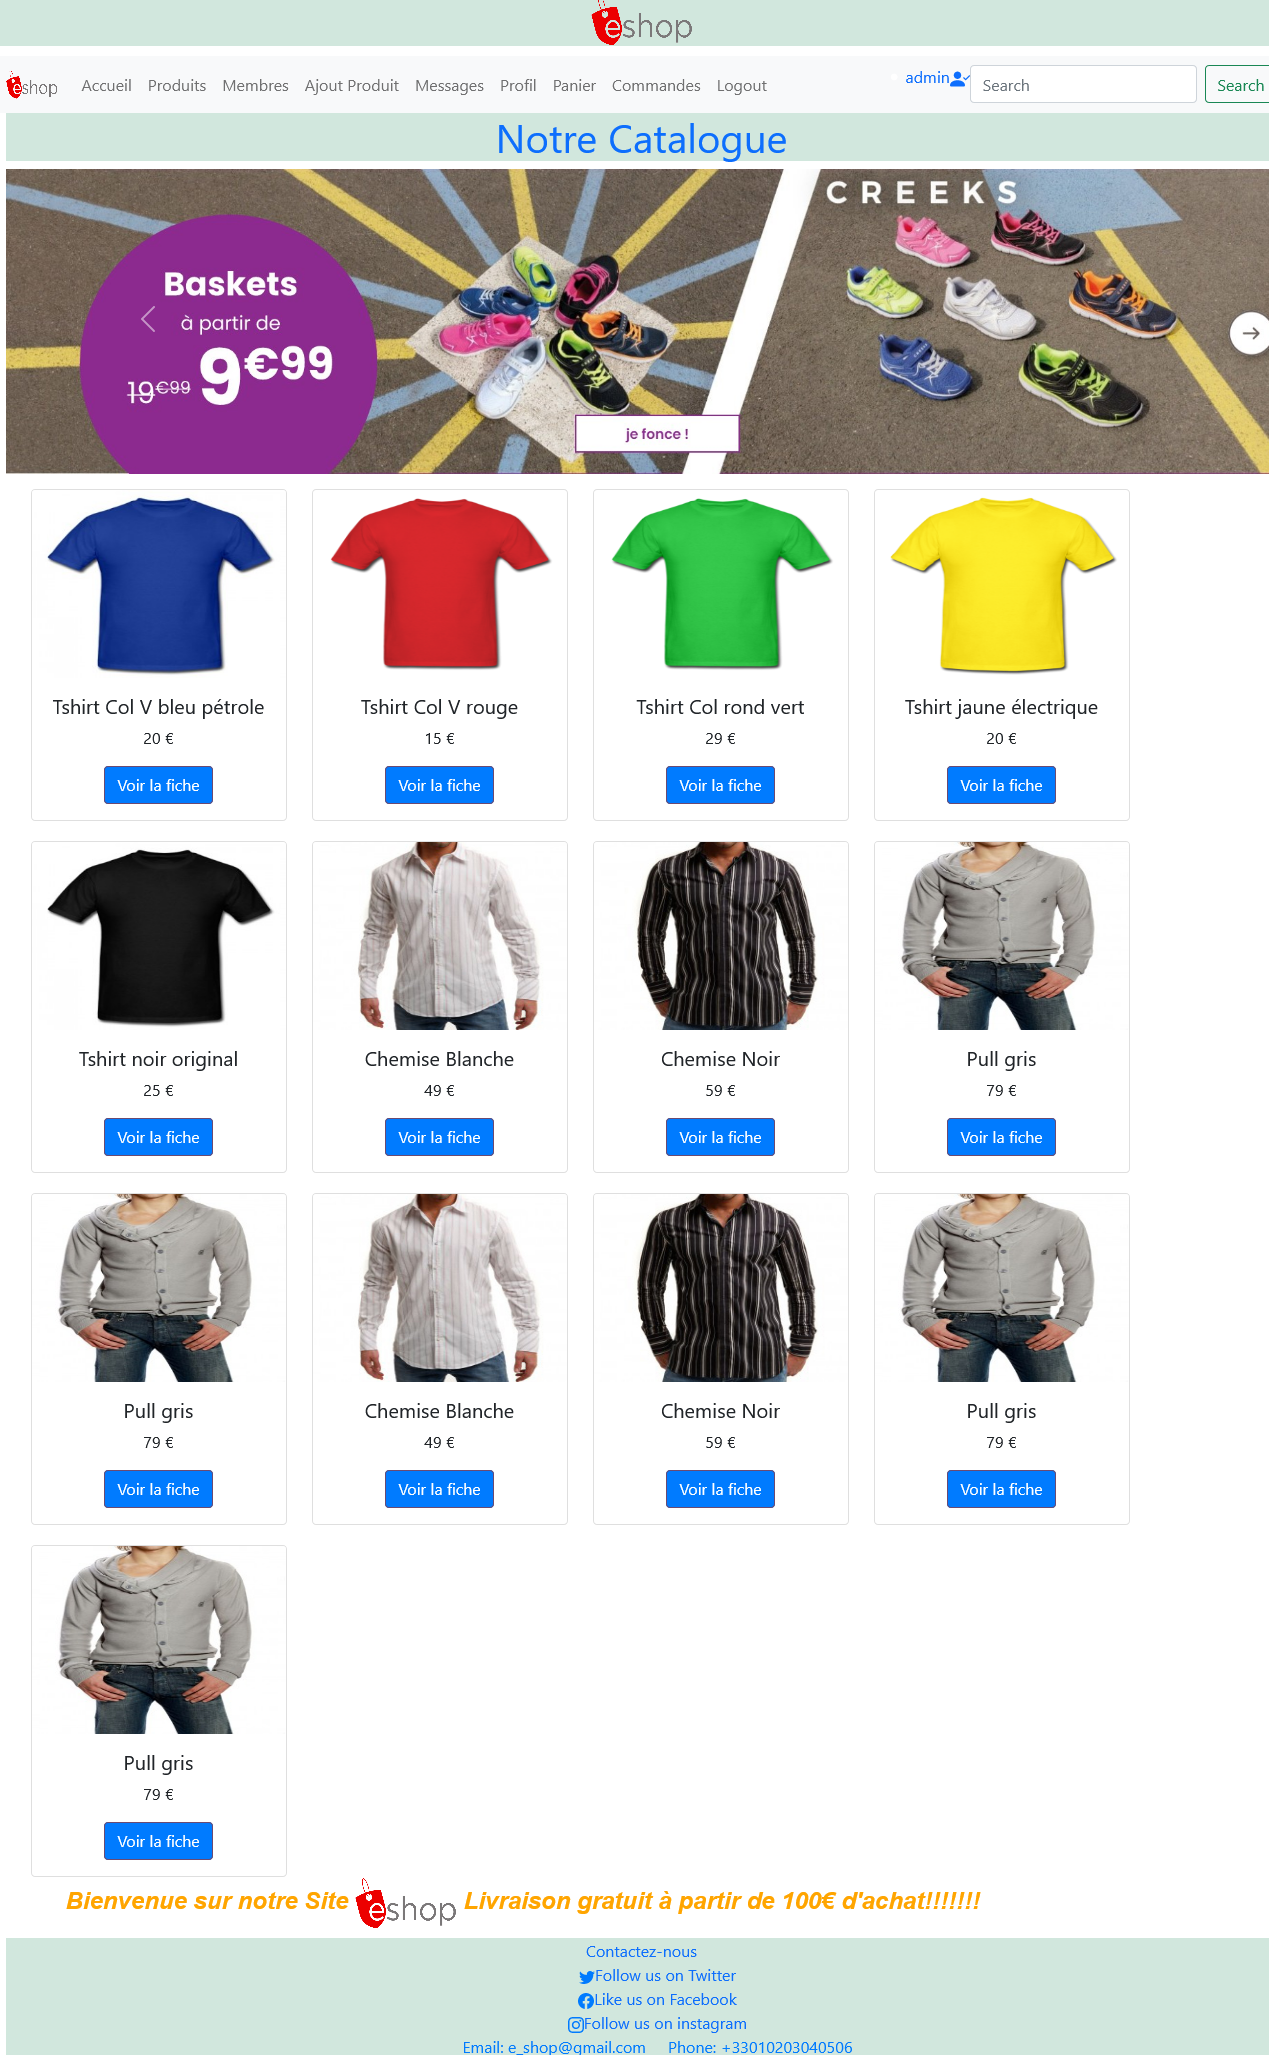 eshop
eshop Accueil Produits Membres Ajout Produit Messages Profil Panier Commandes Logout admin Search Search
Notre Catalogue
CREEKS
Baskets
à partir de
19€99 9€99
je fonce !
Tshirt Col V bleu pétrole
20 €
Voir la fiche
Tshirt Col V rouge
15 €
Voir la fiche
Tshirt Col rond vert
29 €
Voir la fiche
Tshirt jaune électrique
20 €
Voir la fiche
Tshirt noir original
25 €
Voir la fiche
Chemise Blanche
49 €
Voir la fiche
Chemise Noir
59 €
Voir la fiche
Pull gris
79 €
Voir la fiche
Pull gris
79 €
Voir la fiche
Chemise Blanche
49 €
Voir la fiche
Chemise Noir
59 €
Voir la fiche
Pull gris
79 €
Voir la fiche
Pull gris
79 €
Voir la fiche
Bienvenue sur notre Site eshop Livraison gratuit à partir de 100€ d'achat!!!!!!!
Contactez-nous
Follow us on Twitter
Like us on Facebook
Follow us on instagram
Email: e_shop@gmail.com Phone: +33010203040506